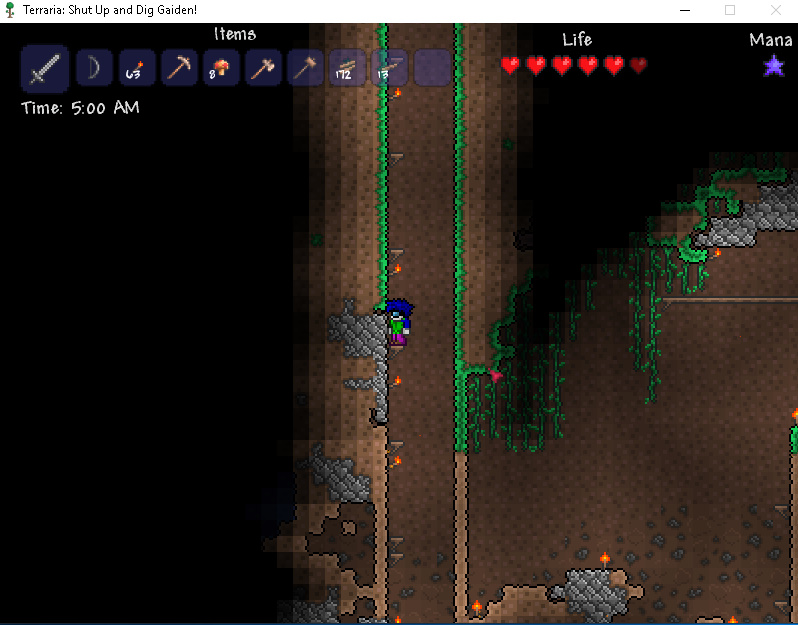 Terraria: Shut Up and Dig Gaiden!
Items
Life
Mana
63
8
172
13
Time: 5:00 AM